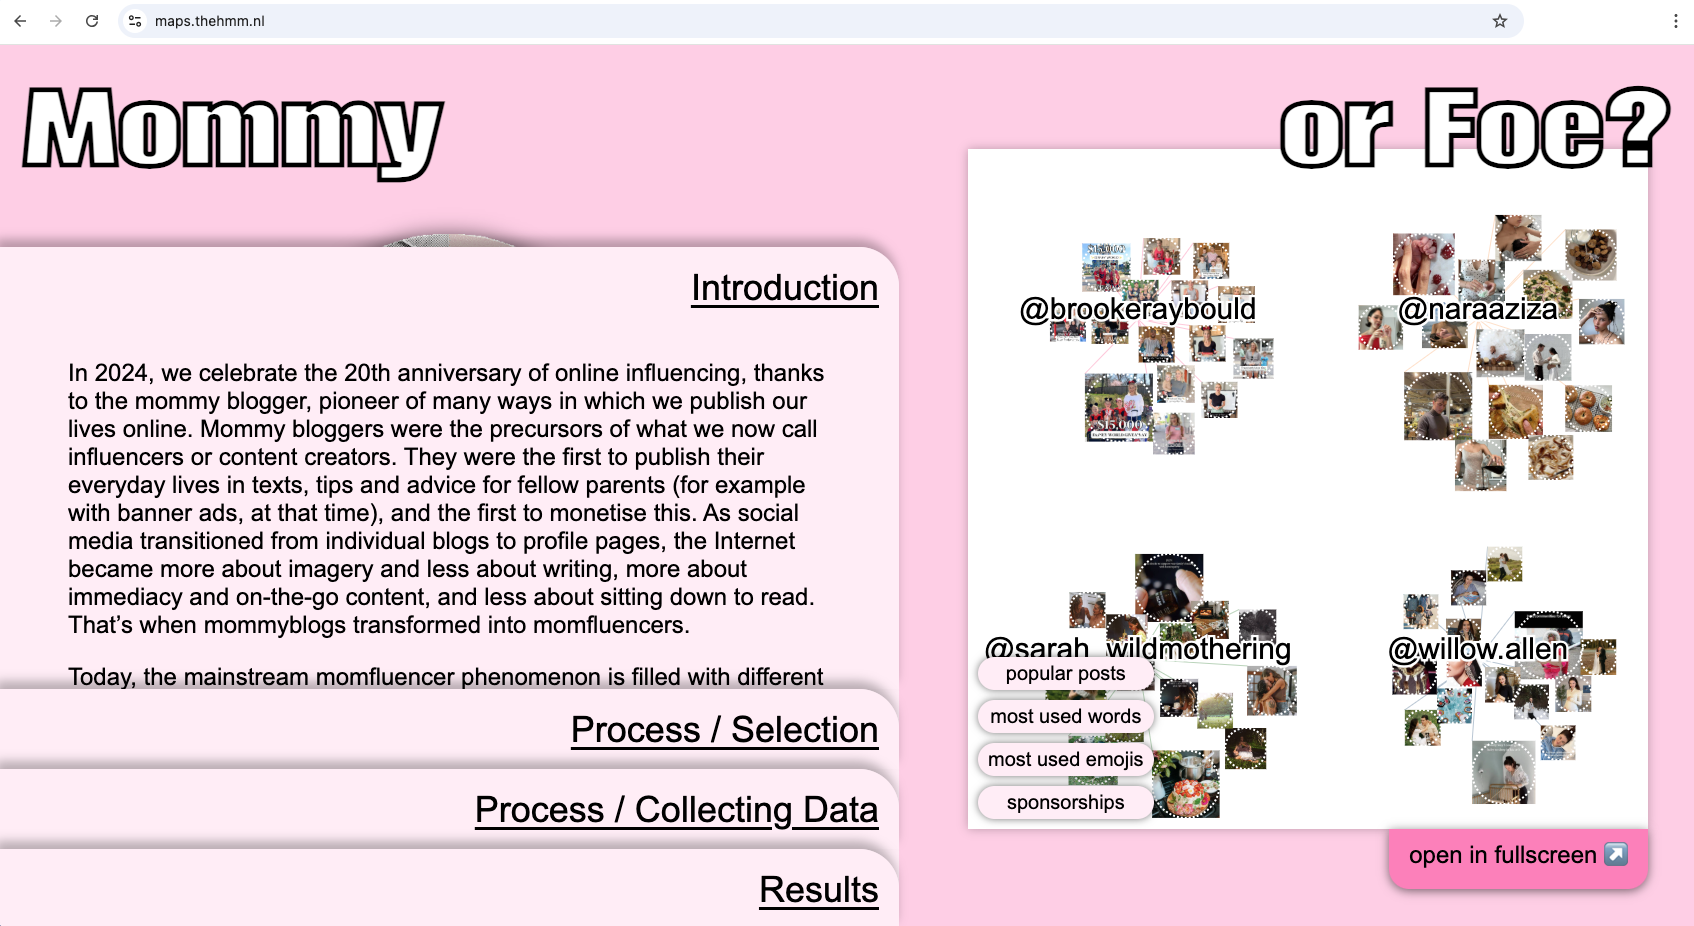 maps.thehmm.nl
Mommy
or Foe?
Introduction
In 2024, we celebrate the 20th anniversary of online influencing, thanks
to the mommy blogger, pioneer of many ways in which we publish our
lives online. Mommy bloggers were the precursors of what we now call
influencers or content creators. They were the first to publish their
everyday lives in texts, tips and advice for fellow parents (for example
with banner ads, at that time), and the first to monetise this. As social
media transitioned from individual blogs to profile pages, the Internet
became more about imagery and less about writing, more about
immediacy and on-the-go content, and less about sitting down to read.
That’s when mommyblogs transformed into momfluencers.
Today, the mainstream momfluencer phenomenon is filled with different
Process / Selection
Process / Collecting Data
Results
@brookeraybould
@naraaziza
$15,000
@sarah_wildmothering
@willow.allen
popular posts
most used words
most used emojis
sponsorships
open in fullscreen